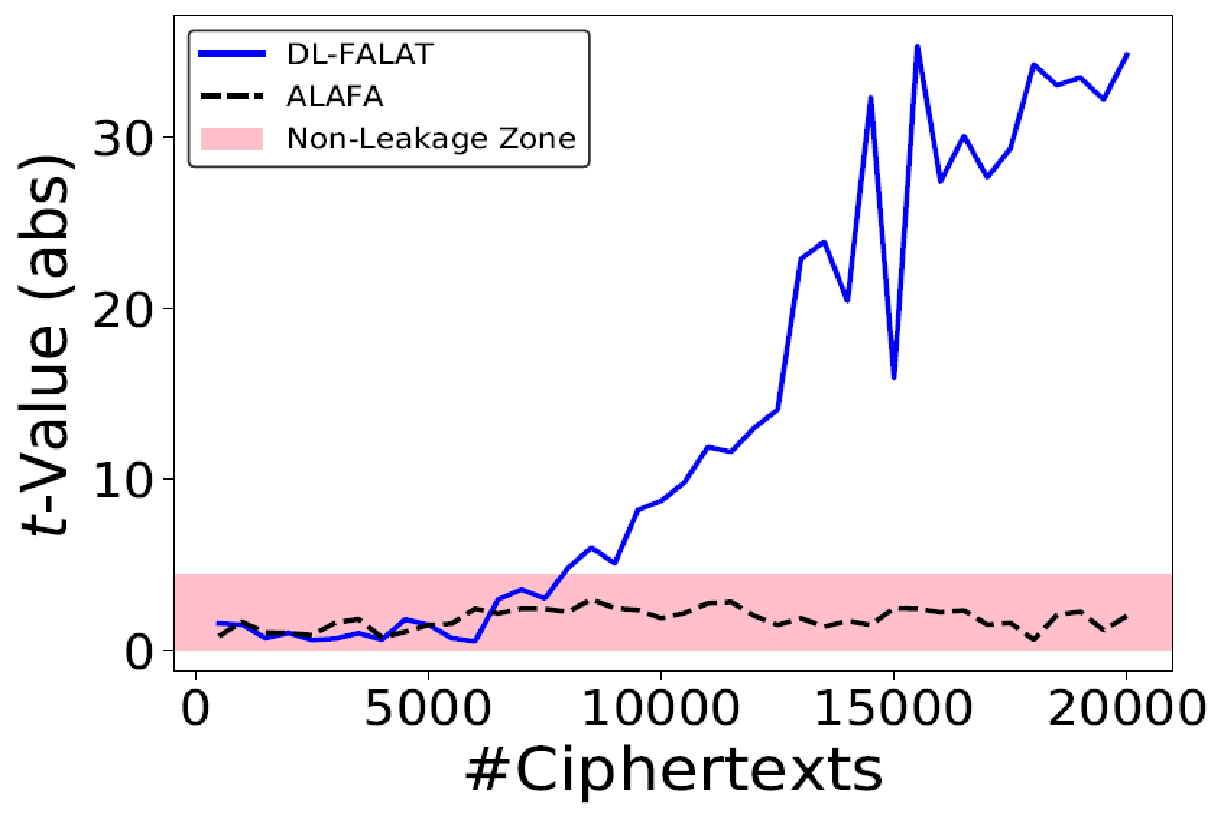 DL-FALAT
ALAFA
Non-Leakage Zone
t-Value (abs)
30
20
10
0
0 5000 10000 15000 20000
#Ciphertexts